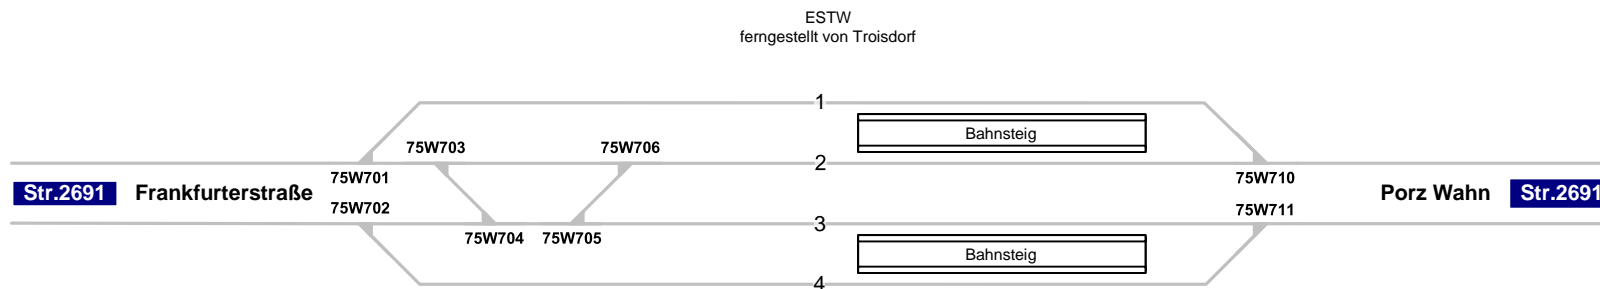 ESTW
ferngestellt von Troisdorf
1
Bahnsteig
75W703
75W706
2
75W701
75W710
Str.2691 Frankfurterstraße
Porz Wahn Str.2691
75W702
75W711
3
75W704
75W705
Bahnsteig
4